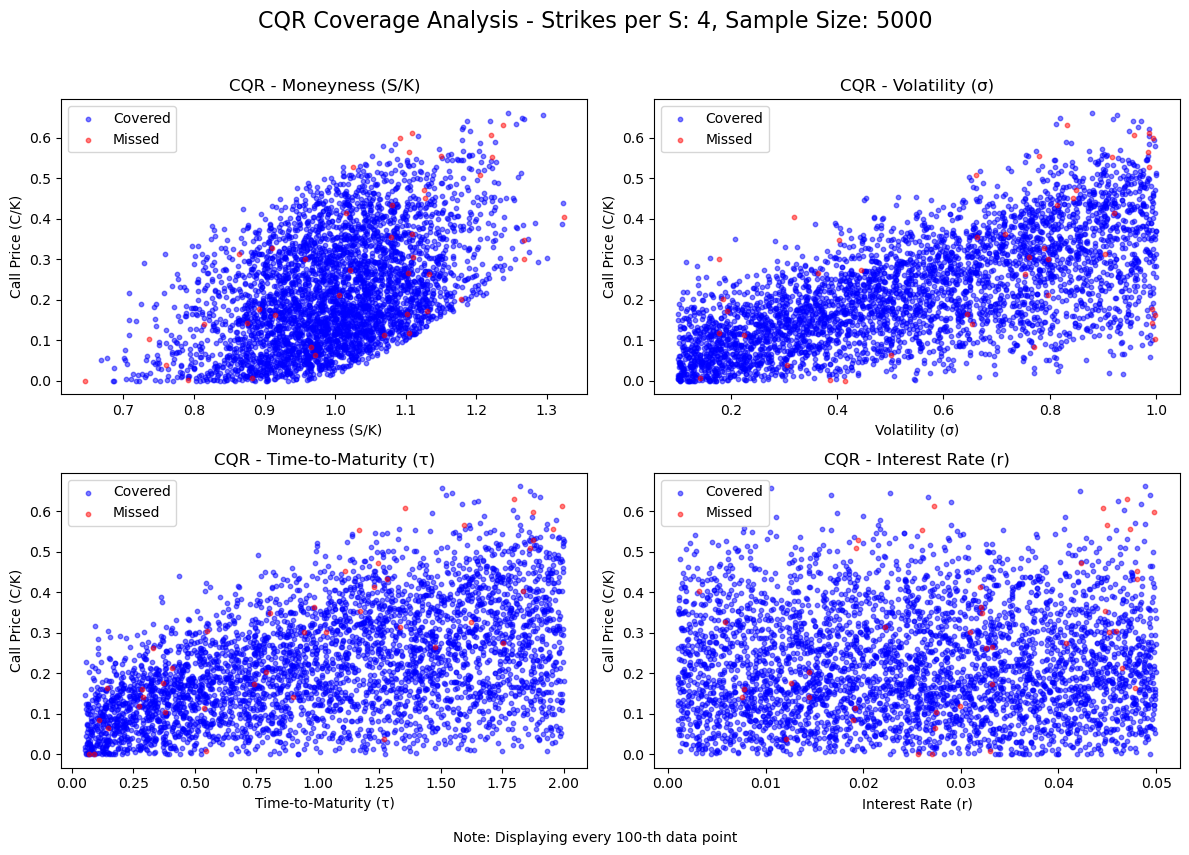 CQR Coverage Analysis - Strikes per S: 4, Sample Size: 5000
CQR - Moneyness (S/K)
Covered
Missed
Call Price (C/K)
0.6
0.5
0.4
0.3
0.2
0.1
0.0
0.7 0.8 0.9 1.0 1.1 1.2 1.3
Moneyness (S/K)
CQR - Volatility (σ)
Covered
Missed
Call Price (C/K)
0.6
0.5
0.4
0.3
0.2
0.1
0.0
0.2 0.4 0.6 0.8 1.0
Volatility (σ)
CQR - Time-to-Maturity (τ)
Covered
Missed
Call Price (C/K)
0.6
0.5
0.4
0.3
0.2
0.1
0.0
0.00 0.25 0.50 0.75 1.00 1.25 1.50 1.75 2.00
Time-to-Maturity (τ)
CQR - Interest Rate (r)
Covered
Missed
Call Price (C/K)
0.6
0.5
0.4
0.3
0.2
0.1
0.0
0.00 0.01 0.02 0.03 0.04 0.05
Interest Rate (r)
Note: Displaying every 100-th data point